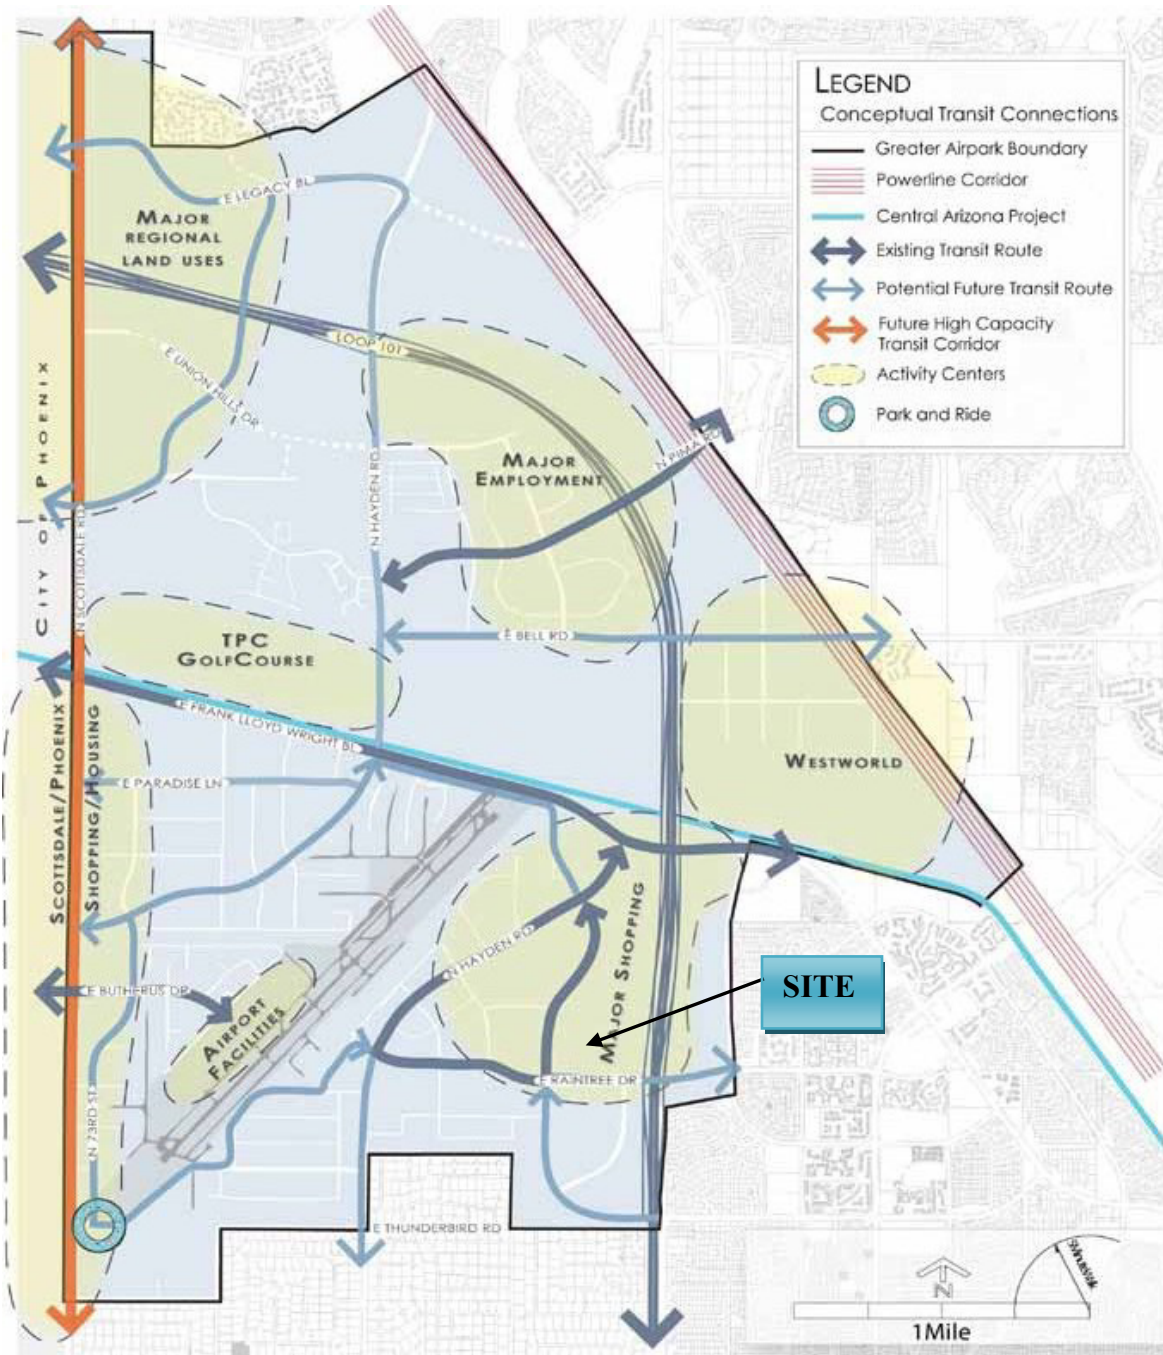 LEGEND
Conceptual Transit Connections
Greater Airpark Boundary
Powerline Corridor
Central Arizona Project
Existing Transit Route
Potential Future Transit Route
Future High Capacity
Transit Corridor
Activity Centers
Park and Ride
E LEGACY BL
MAJOR
REGIONAL
LAND USES
LOOP 101
E UNION HILLS DR
CITY OF PHOENIX
N SCOTTSDALE RD
N HAYDEN RD
MAJOR
EMPLOYMENT
N PIMA RD
E BELL RD
TPC
GOLFCOURSE
E FRANK LLOYD WRIGHT BL
WESTWORLD
SCOTTSDALE/PHOENIX
SHOPPING/HOUSING
E PARADISE LN
N HAYDEN RD
MAJOR SHOPPING
SITE
E BUTHERUS DR
AIRPORT
FACILITIES
E RAINTREE DR
N 73RD ST
E THUNDERBIRD RD
N
5MinuteWalk
1Mile